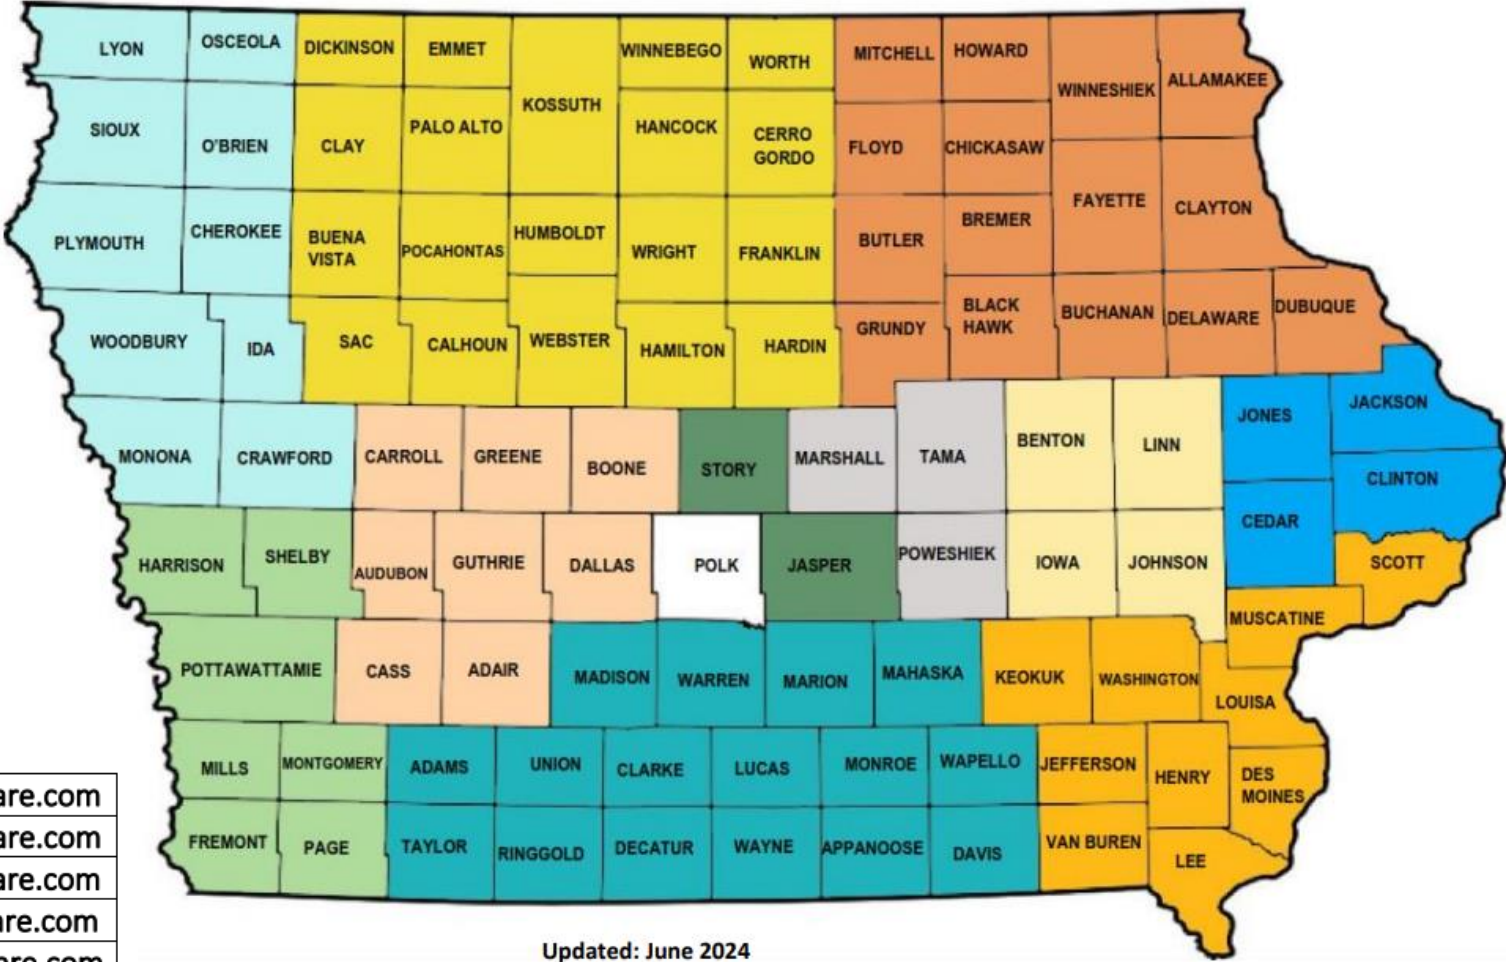 LYON
OSCEOLA
DICKINSON
EMMET
WINNEBEGO
WORTH
MITCHELL
HOWARD
WINNESHIEK
ALLAMAKEE
KOSSUTH
SIOUX
O'BRIEN
CLAY
PALO ALTO
HANCOCK
CERRO
GORDO
FLOYD
CHICKASAW
FAYETTE
CLAYTON
PLYMOUTH
CHEROKEE
BUENA
VISTA
POCAHONTAS
HUMBOLDT
WRIGHT
FRANKLIN
BUTLER
BREMER
WOODBURY
IDA
SAC
CALHOUN
WEBSTER
HAMILTON
HARDIN
GRUNDY
BLACK
HAWK
BUCHANAN
DELAWARE
DUBUQUE
MONONA
CRAWFORD
CARROLL
GREENE
BOONE
STORY
MARSHALL
TAMA
BENTON
LINN
JONES
JACKSON
CLINTON
HARRISON
SHELBY
AUDUBON
GUTHRIE
DALLAS
POLK
JASPER
POWESHIEK
IOWA
JOHNSON
CEDAR
SCOTT
MUSCATINE
POTTAWATTAMIE
CASS
ADAIR
MADISON
WARREN
MARION
MAHASKA
KEOKUK
WASHINGTON
LOUISA
MILLS
MONTGOMERY
ADAMS
UNION
CLARKE
LUCAS
MONROE
WAPELLO
JEFFERSON
HENRY
DES
MOINES
FREMONT
PAGE
TAYLOR
RINGGOLD
DECATUR
WAYNE
APPANOOSE
DAVIS
VAN BUREN
LEE
are.com
are.com
are.com
are.com
are.com
Updated: June 2024